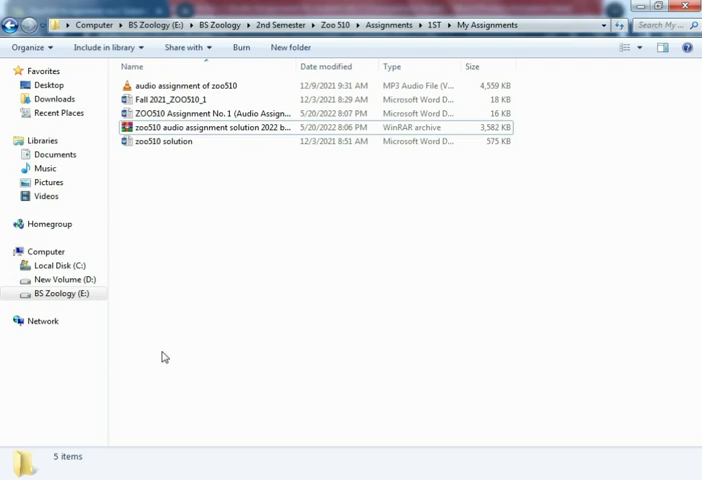 Computer ▸ BS Zoology (E:) ▸ BS Zoology ▸ 2nd Semester ▸ Zoo 510 ▸ Assignments ▸ 1ST ▸ My Assignments
Search My ...
Organize Include in library Share with Burn New folder
Name Date modified Type Size
audio assignment of zoo510 12/9/2021 9:31 AM MP3 Audio File (V... 4,559 KB
Fall 2021_ZOO510_1 12/3/2021 8:29 AM Microsoft Word D... 18 KB
ZOO510 Assignment No. 1 (Audio Assign... 5/20/2022 8:07 PM Microsoft Word D... 16 KB
zoo510 audio assignment solution 2022 b... 5/20/2022 8:06 PM WinRAR archive 3,582 KB
zoo510 solution 12/3/2021 8:51 AM Microsoft Word D... 575 KB
Favorites
Desktop
Downloads
Recent Places
Libraries
Documents
Music
Pictures
Videos
Homegroup
Computer
Local Disk (C:)
New Volume (D:)
BS Zoology (E:)
Network
5 items